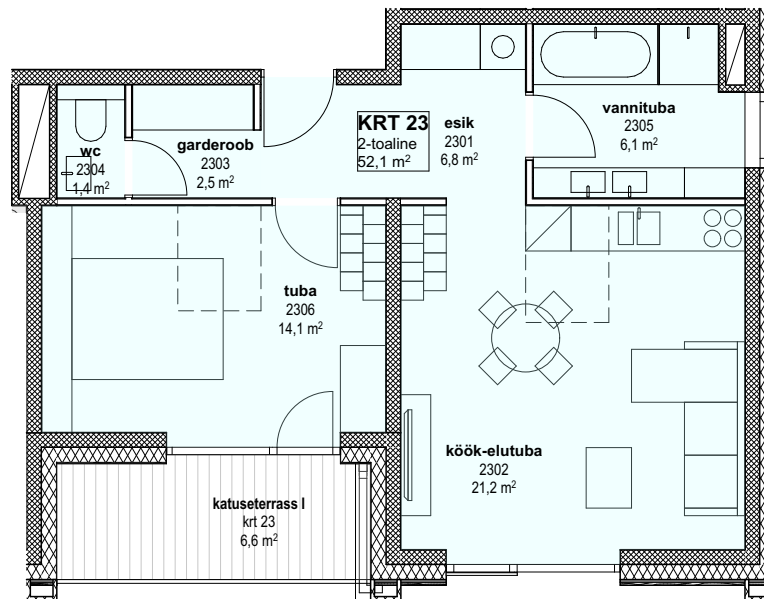 KRT 23
2-toaline
52,1 m²
esik
2301
6,8 m²
vannituba
2305
6,1 m²
wc
2304
1,4 m²
garderoob
2303
2,5 m²
tuba
2306
14,1 m²
köök-elutuba
2302
21,2 m²
katuseterrass I
krt 23
6,6 m²